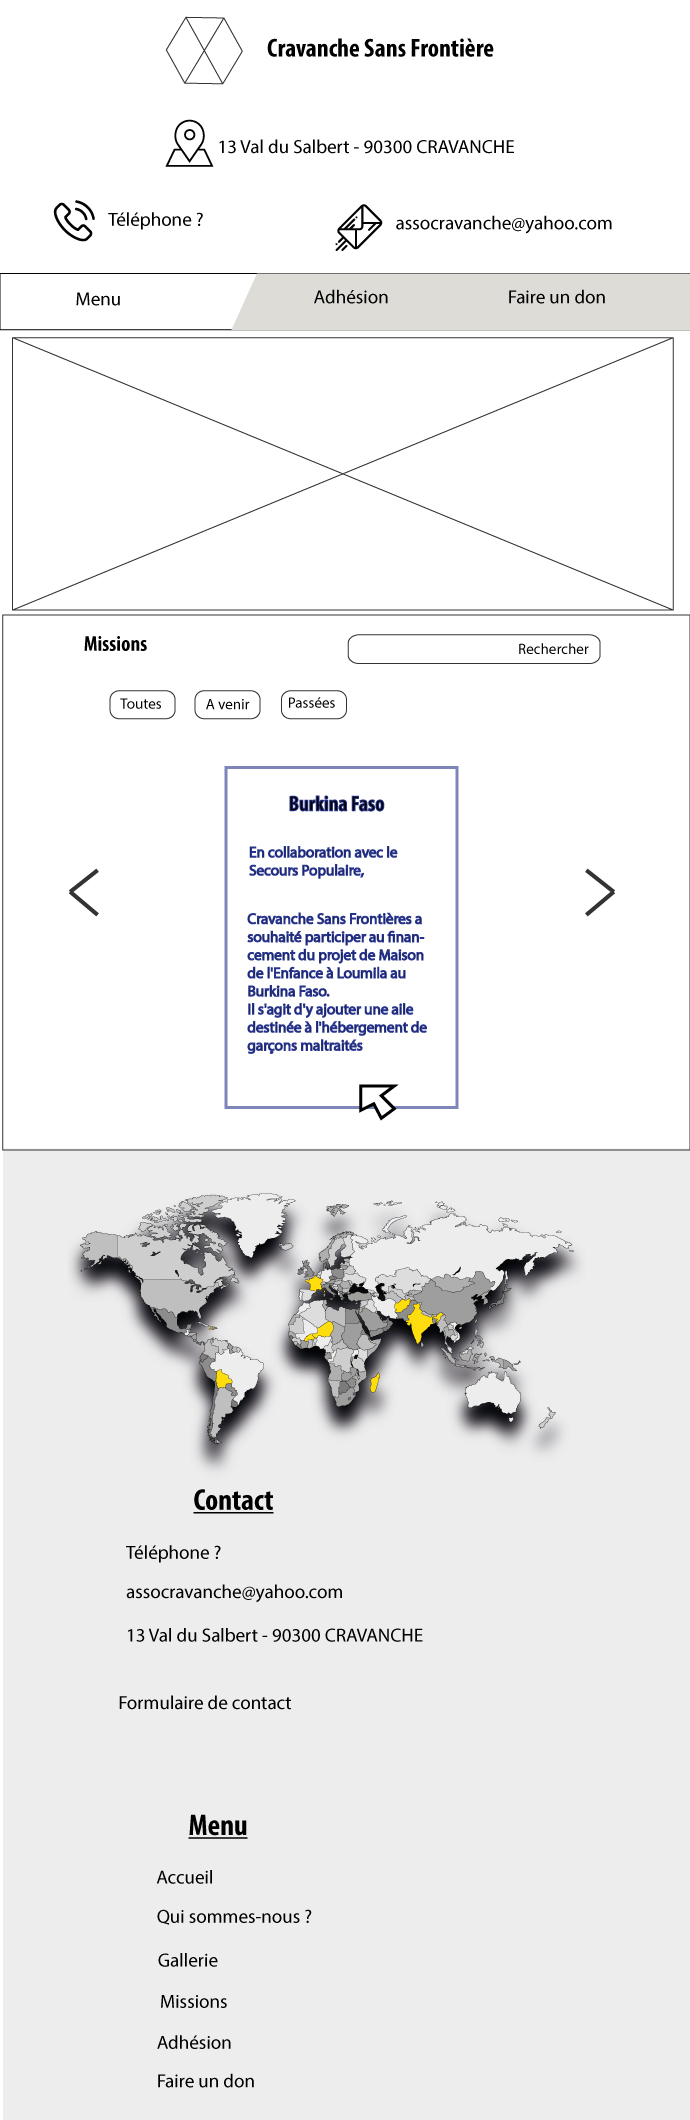 Cravanche Sans Frontière
13 Val du Salbert - 90300 CRAVANCHE
Téléphone ?
assocravanche@yahoo.com
Menu
Adhésion
Faire un don
Missions
Rechercher
Toutes
A venir
Passées
Burkina Faso
En collaboration avec le
Secours Populaire,
Cravanche Sans Frontières a
souhaité participer au finan-
cement du projet de Maison
de l'Enfance à Loumila au
Burkina Faso.
Il s'agit d'y ajouter une aile
destinée à l'hébergement de
garçons maltraités
Contact
Téléphone ?
assocravanche@yahoo.com
13 Val du Salbert - 90300 CRAVANCHE
Formulaire de contact
Menu
Accueil
Qui sommes-nous ?
Gallerie
Missions
Adhésion
Faire un don